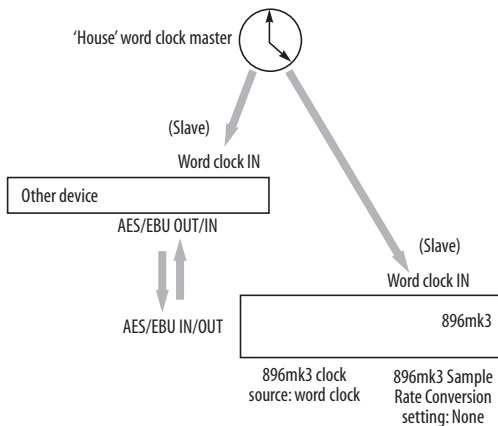 ‘House’ word clock master
(Slave)
Word clock IN
Other device
AES/EBU OUT/IN
(Slave)
Word clock IN
AES/EBU IN/OUT
896mk3
896mk3 clock
source: word clock
896mk3 Sample
Rate Conversion
setting: None